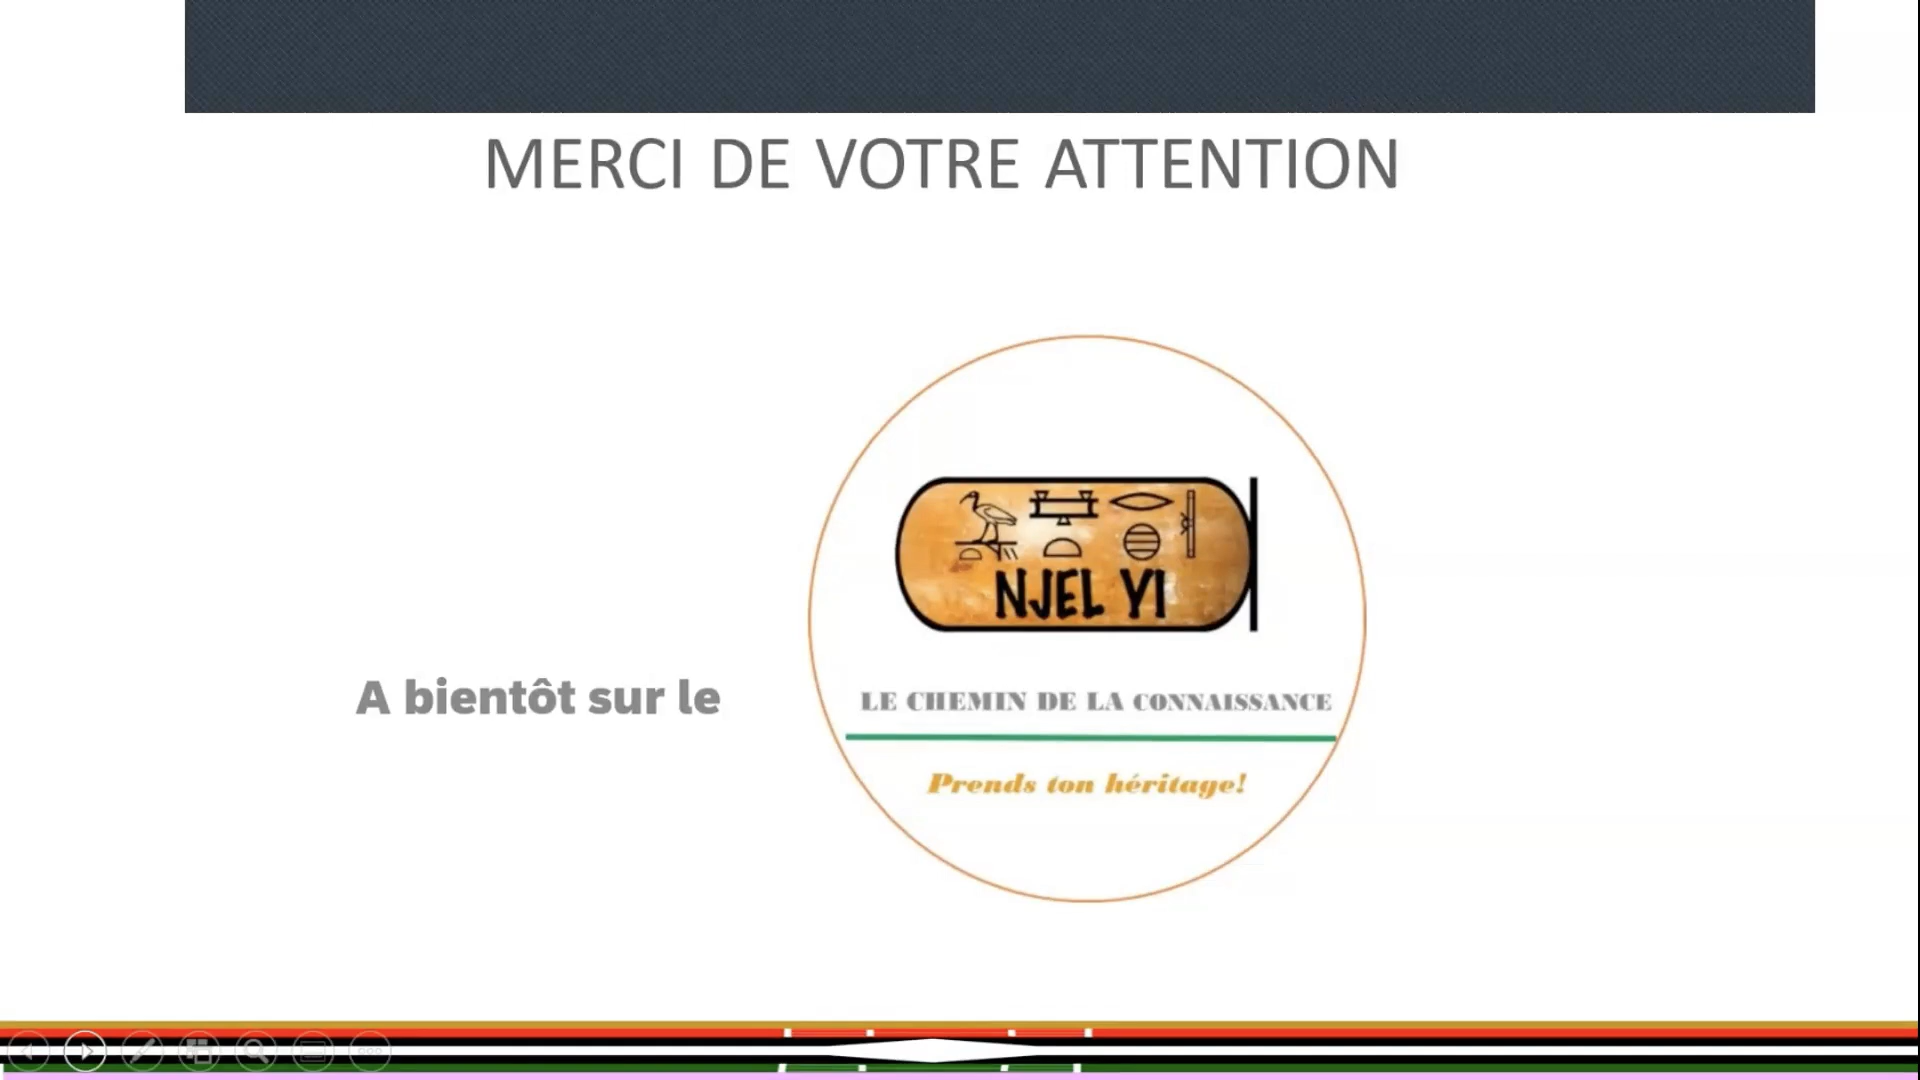 MERCI DE VOTRE ATTENTION
NJEL YI
A bientôt sur le
LE CHEMIN DE LA CONNAISSANCE
Prends ton héritage!